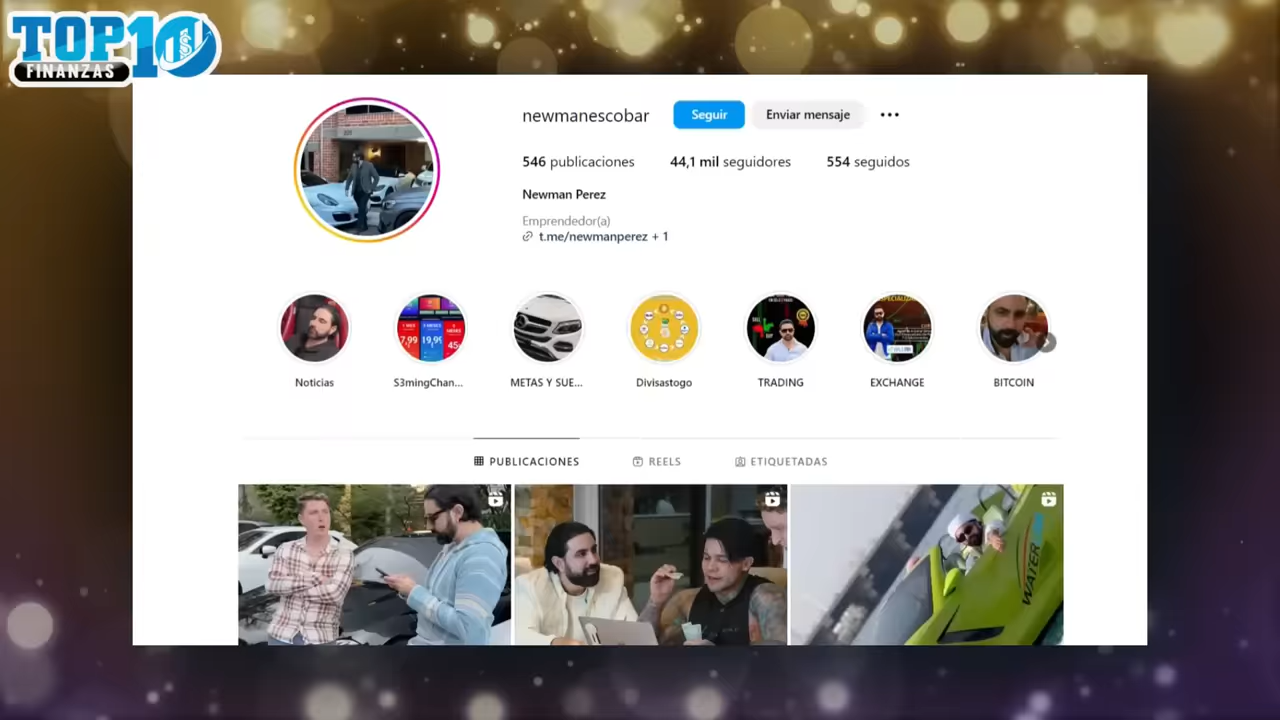 TOP10
FINANZAS
newmanescobar
Seguir
Enviar mensaje
546 publicaciones
44,1 mil seguidores
554 seguidos
Newman Perez
Emprendedor(a)
t.me/newmanperez + 1
Noticias
S3mingChan...
METAS Y SUE...
Divisastogo
TRADING
EXCHANGE
BITCOIN
PUBLICACIONES
REELS
ETIQUETADAS
WATER